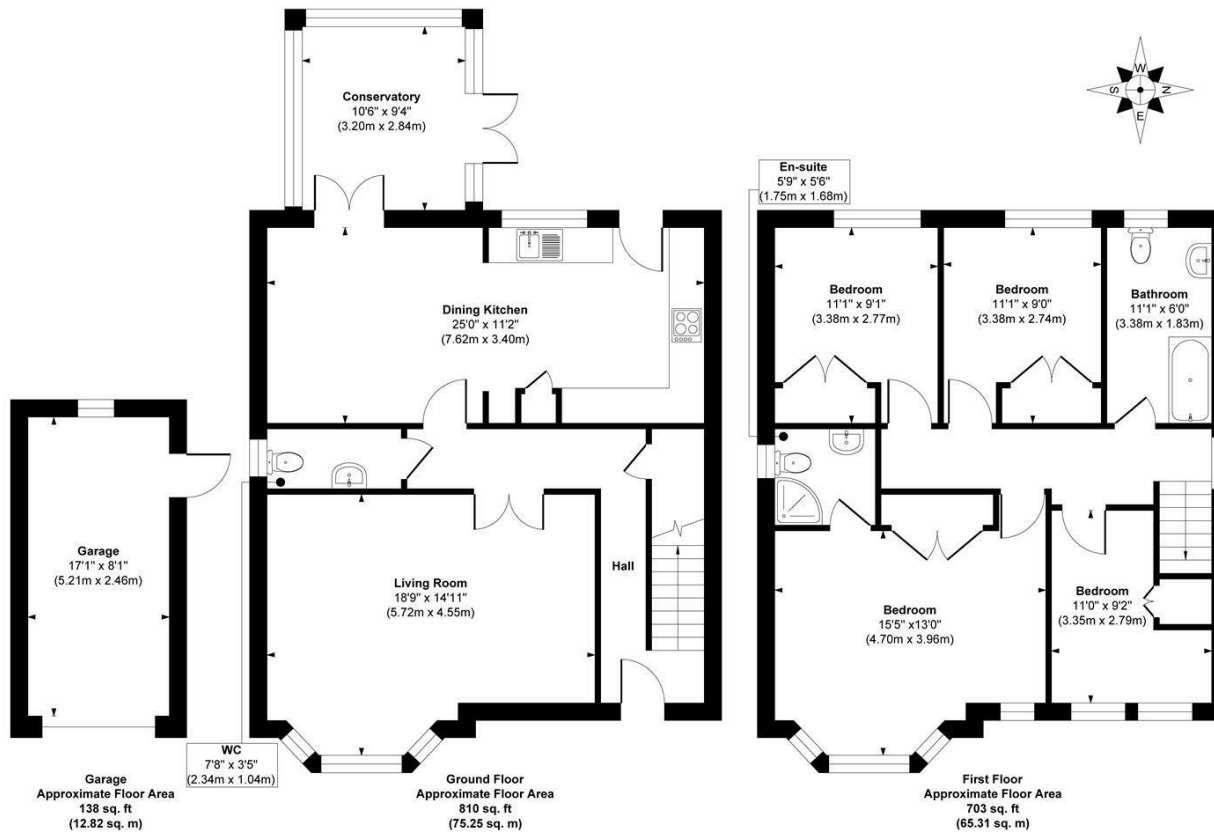 Conservatory
10'6" x 9'4"
(3.20m x 2.84m)
W
S
N
E
En-suite
5'9" x 5'6"
(1.75m x 1.68m)
Dining Kitchen
25'0" x 11'2"
(7.62m x 3.40m)
Bedroom
11'1" x 9'1"
(3.38m x 2.77m)
Bedroom
11'1" x 9'0"
(3.38m x 2.74m)
Bathroom
11'1" x 6'0"
(3.38m x 1.83m)
Garage
17'1" x 8'1"
(5.21m x 2.46m)
Living Room
18'9" x 14'11"
(5.72m x 4.55m)
Hall
Bedroom
15'5" x13'0"
(4.70m x 3.96m)
Bedroom
11'0" x 9'2"
(3.35m x 2.79m)
WC
7'8" x 3'5"
(2.34m x 1.04m)
Garage
Approximate Floor Area
138 sq. ft
(12.82 sq. m)
Ground Floor
Approximate Floor Area
810 sq. ft
(75.25 sq. m)
First Floor
Approximate Floor Area
703 sq. ft
(65.31 sq. m)